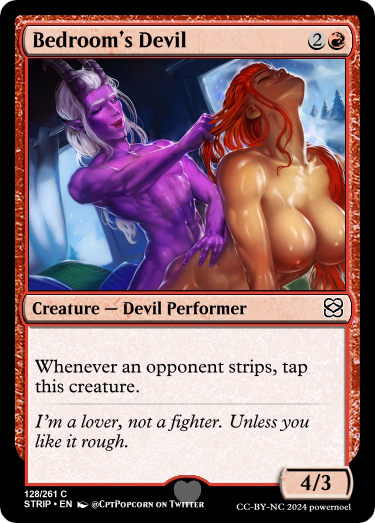 Bedroom's Devil 2
Creature — Devil Performer
Whenever an opponent strips, tap
this creature.
I'm a lover, not a fighter. Unless you
like it rough.
4/3
128/261 C
STRIP • EN @CptPopcorn on Twitter
CC-BY-NC 2024 powernoel